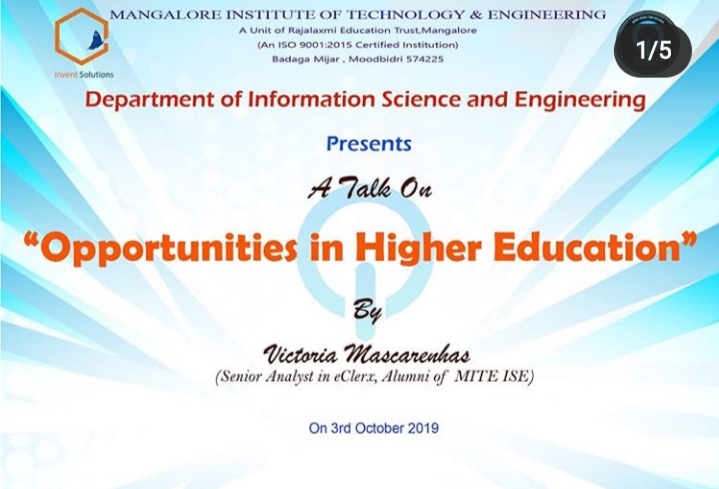 MANGALORE INSTITUTE OF TECHNOLOGY & ENGINEERING
A Unit of Rajalaxmi Education Trust,Mangalore
(An ISO 9001:2015 Certified Institution)
Badaga Mijar , Moodbidri 574225
1/5
Invent Solutions
Department of Information Science and Engineering
Presents
A Talk On
“Opportunities in Higher Education”
By
Victoria Mascarenhas
(Senior Analyst in eClerx, Alumni of MITE ISE)
On 3rd October 2019